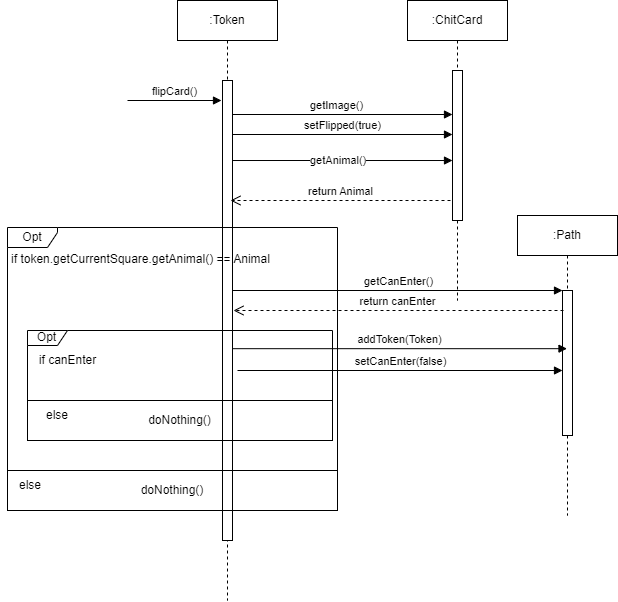 :Token
:ChitCard
flipCard()
getImage()
setFlipped(true)
getAnimal()
return Animal
:Path
Opt
if token.getCurrentSquare.getAnimal() == Animal
getCanEnter()
return canEnter
Opt
addToken(Token)
if canEnter
setCanEnter(false)
else
doNothing()
else
doNothing()